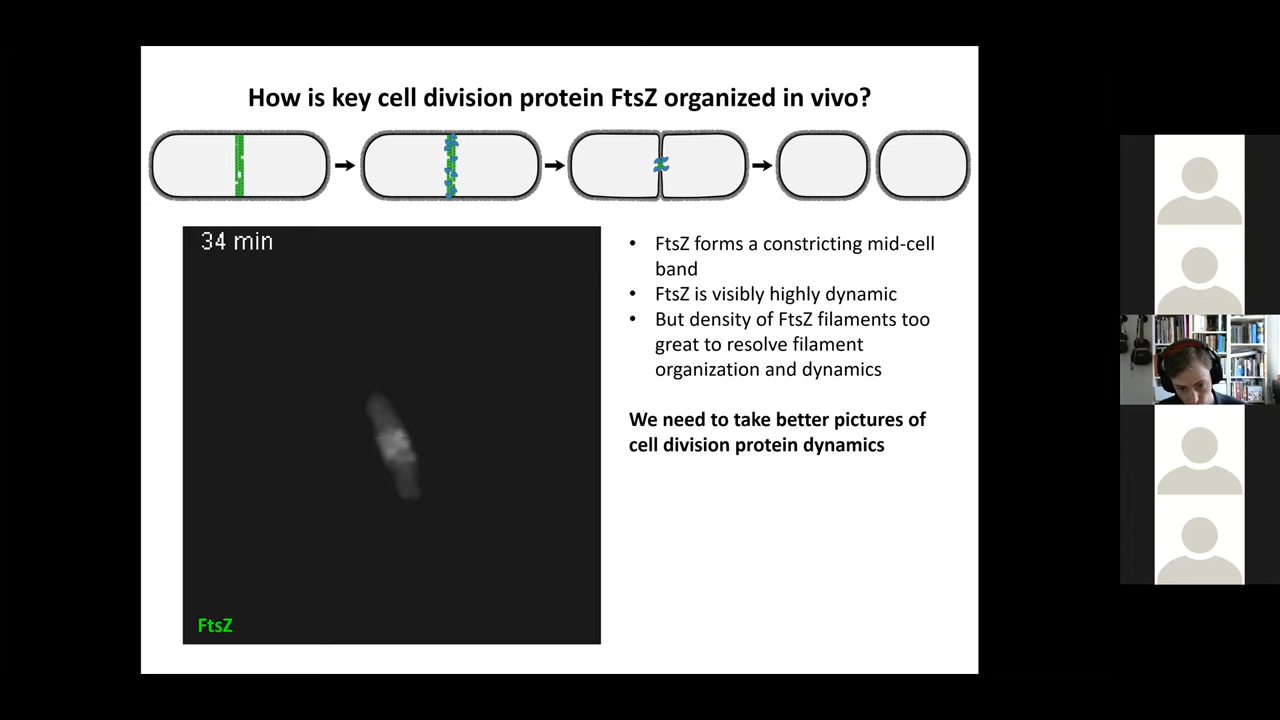 How is key cell division protein FtsZ organized in vivo?
34 min
FtsZ
• FtsZ forms a constricting mid-cell
band
• FtsZ is visibly highly dynamic
• But density of FtsZ filaments too
great to resolve filament
organization and dynamics
We need to take better pictures of
cell division protein dynamics